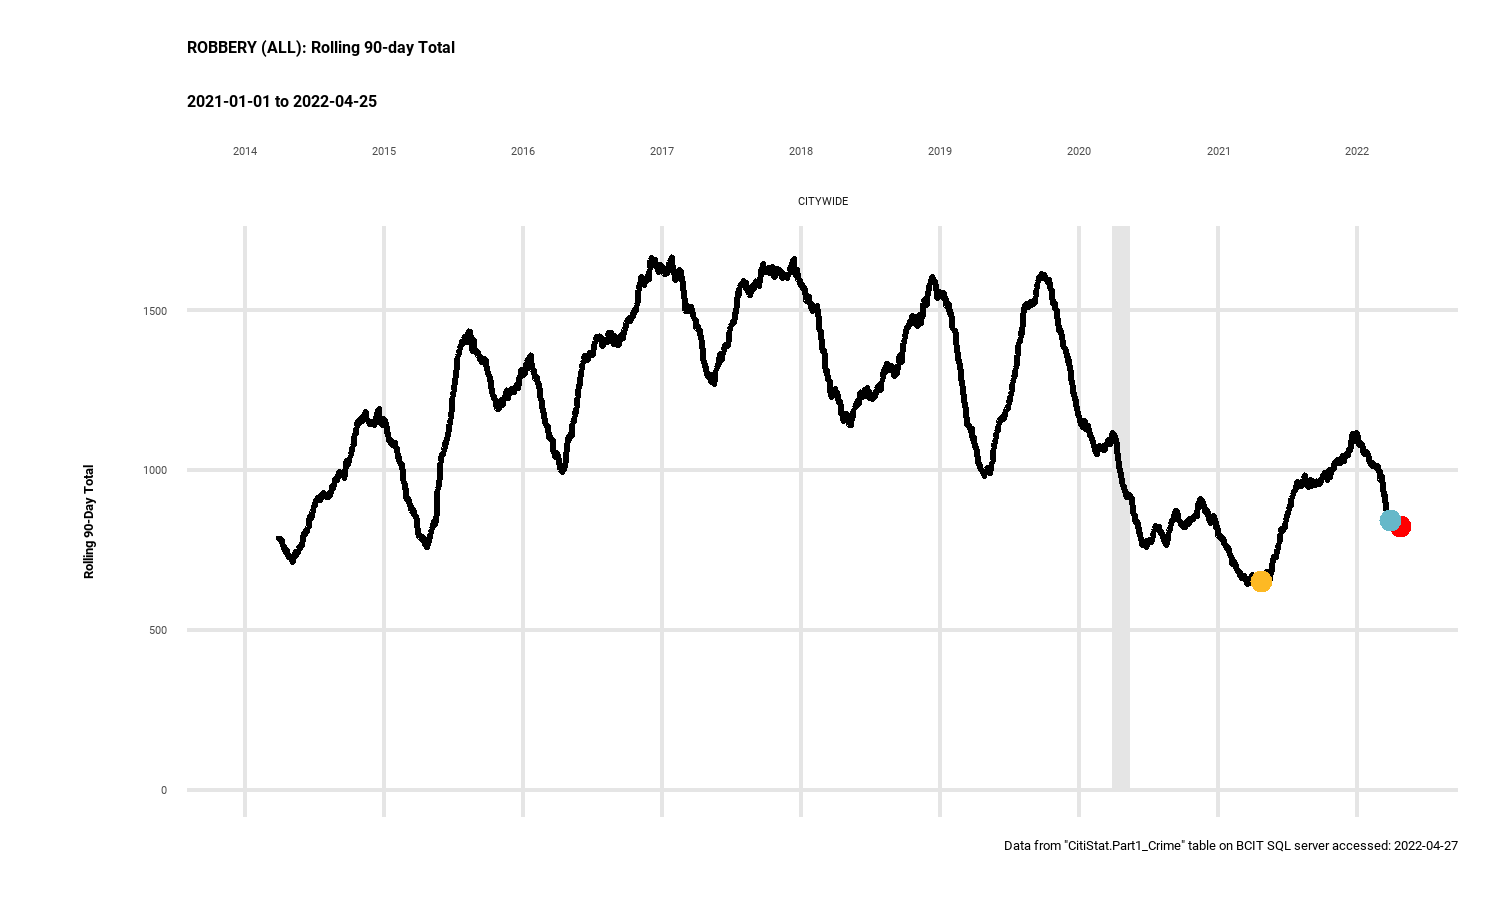 ROBBERY (ALL): Rolling 90-day Total
2021-01-01 to 2022-04-25
2014 2015 2016 2017 2018 2019 2020 2021 2022
CITYWIDE
1500
1000
Rolling 90-Day Total
500
0
Data from "CitiStat.Part1_Crime" table on BCIT SQL server accessed: 2022-04-27